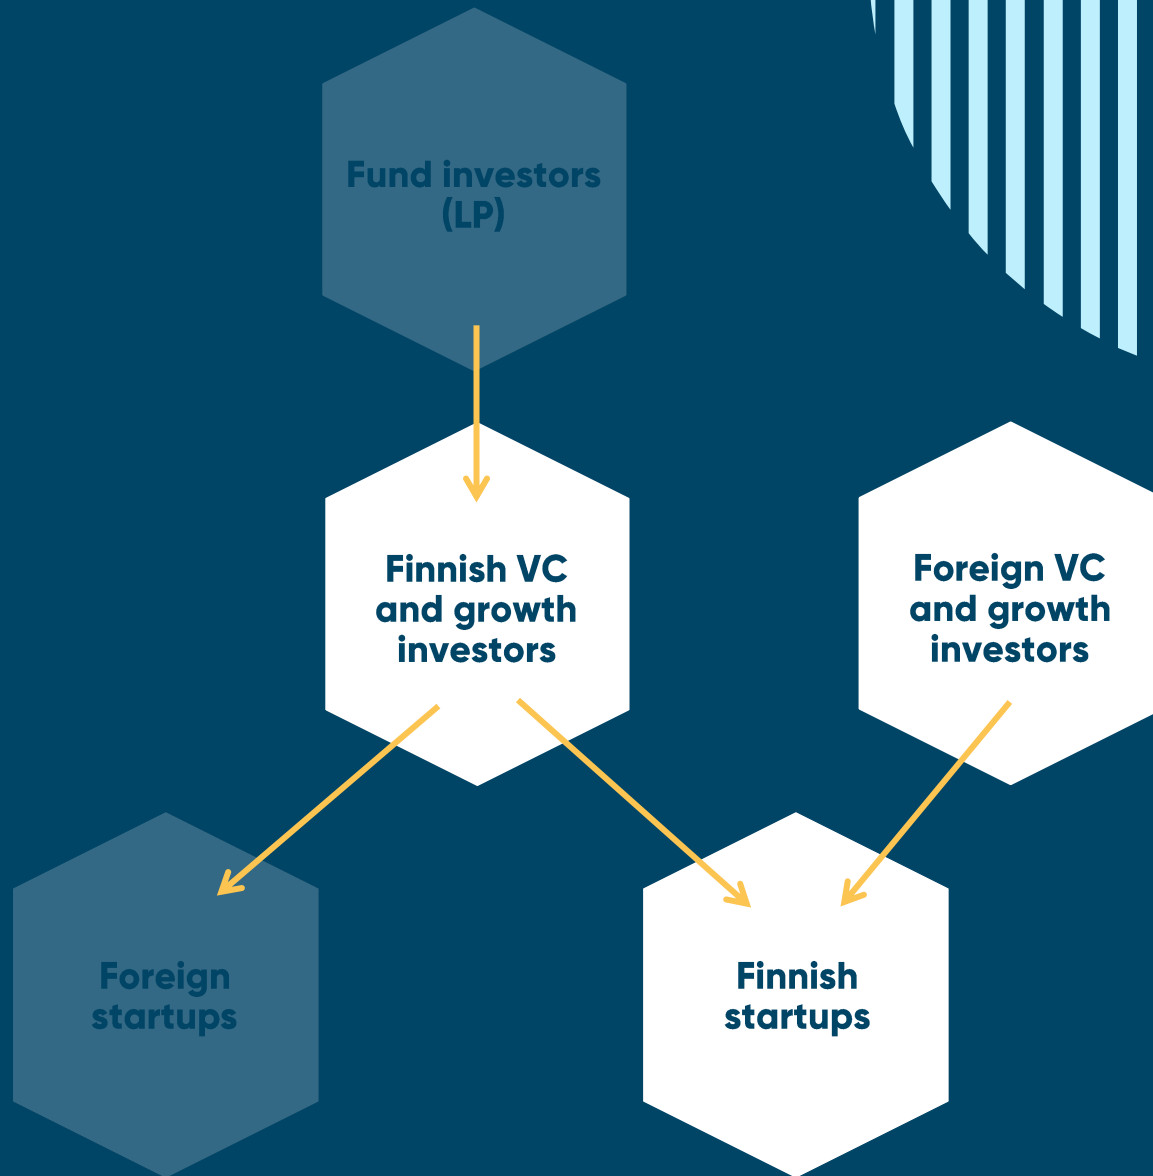 Fund investors
(LP)
Finnish VC
and growth
investors
Foreign VC
and growth
investors
Foreign
startups
Finnish
startups